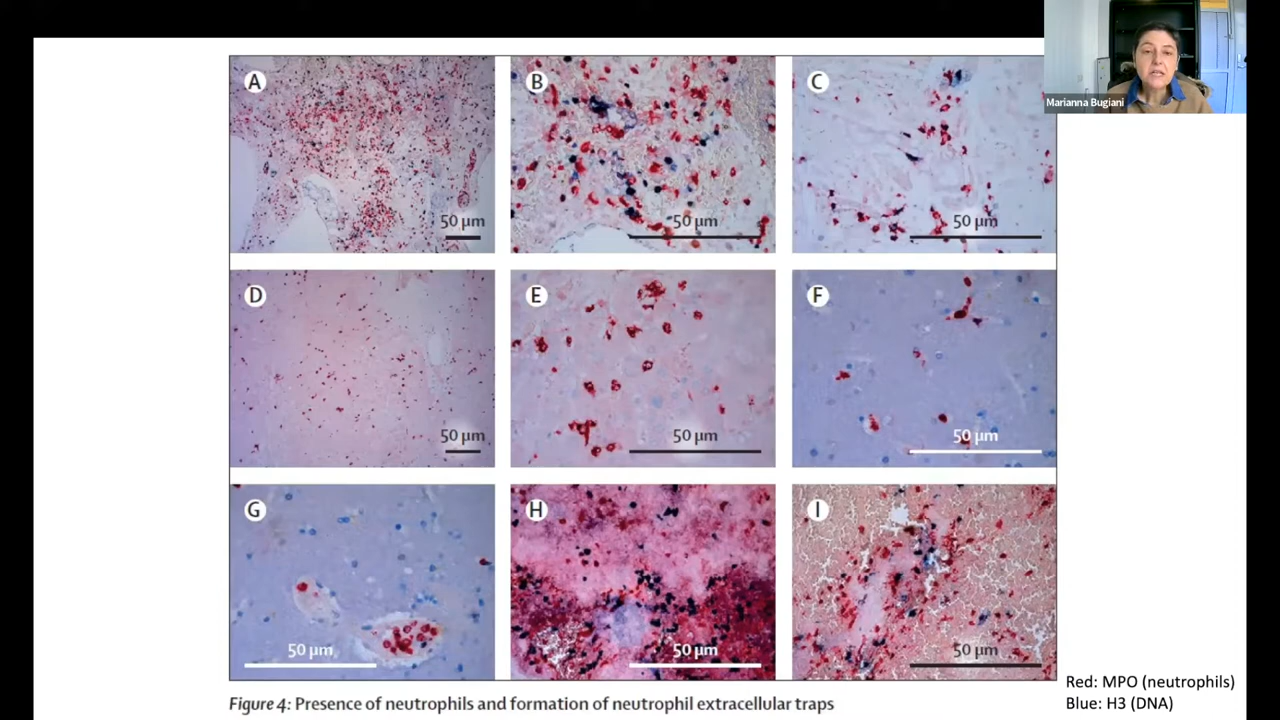 Marianna Bugiani
A
50 µm
B
50 µm
C
50 µm
D
50 µm
E
50 µm
F
50 µm
G
50 µm
H
50 µm
I
50 µm
Red: MPO (neutrophils)
Blue: H3 (DNA)
Figure 4: Presence of neutrophils and formation of neutrophil extracellular traps